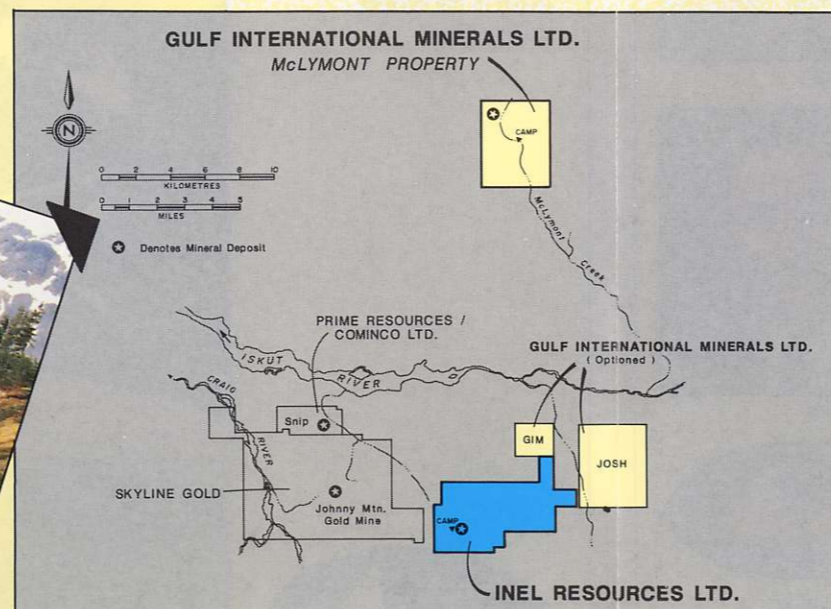 GULF INTERNATIONAL MINERALS LTD.
McLYMONT PROPERTY
N
CAMP
0 2 4 6 8 10
KILOMETRES
0 1 2 3 4 5
MILES
Denotes Mineral Deposit
McLymont Creek
PRIME RESOURCES /
COMINCO LTD.
GULF INTERNATIONAL MINERALS LTD.
( Optioned )
ISKUT RIVER
CRAIG RIVER
Snip
GIM
JOSH
SKYLINE GOLD
Johnny Mtn.
Gold Mine
CAMP
INEL RESOURCES LTD.